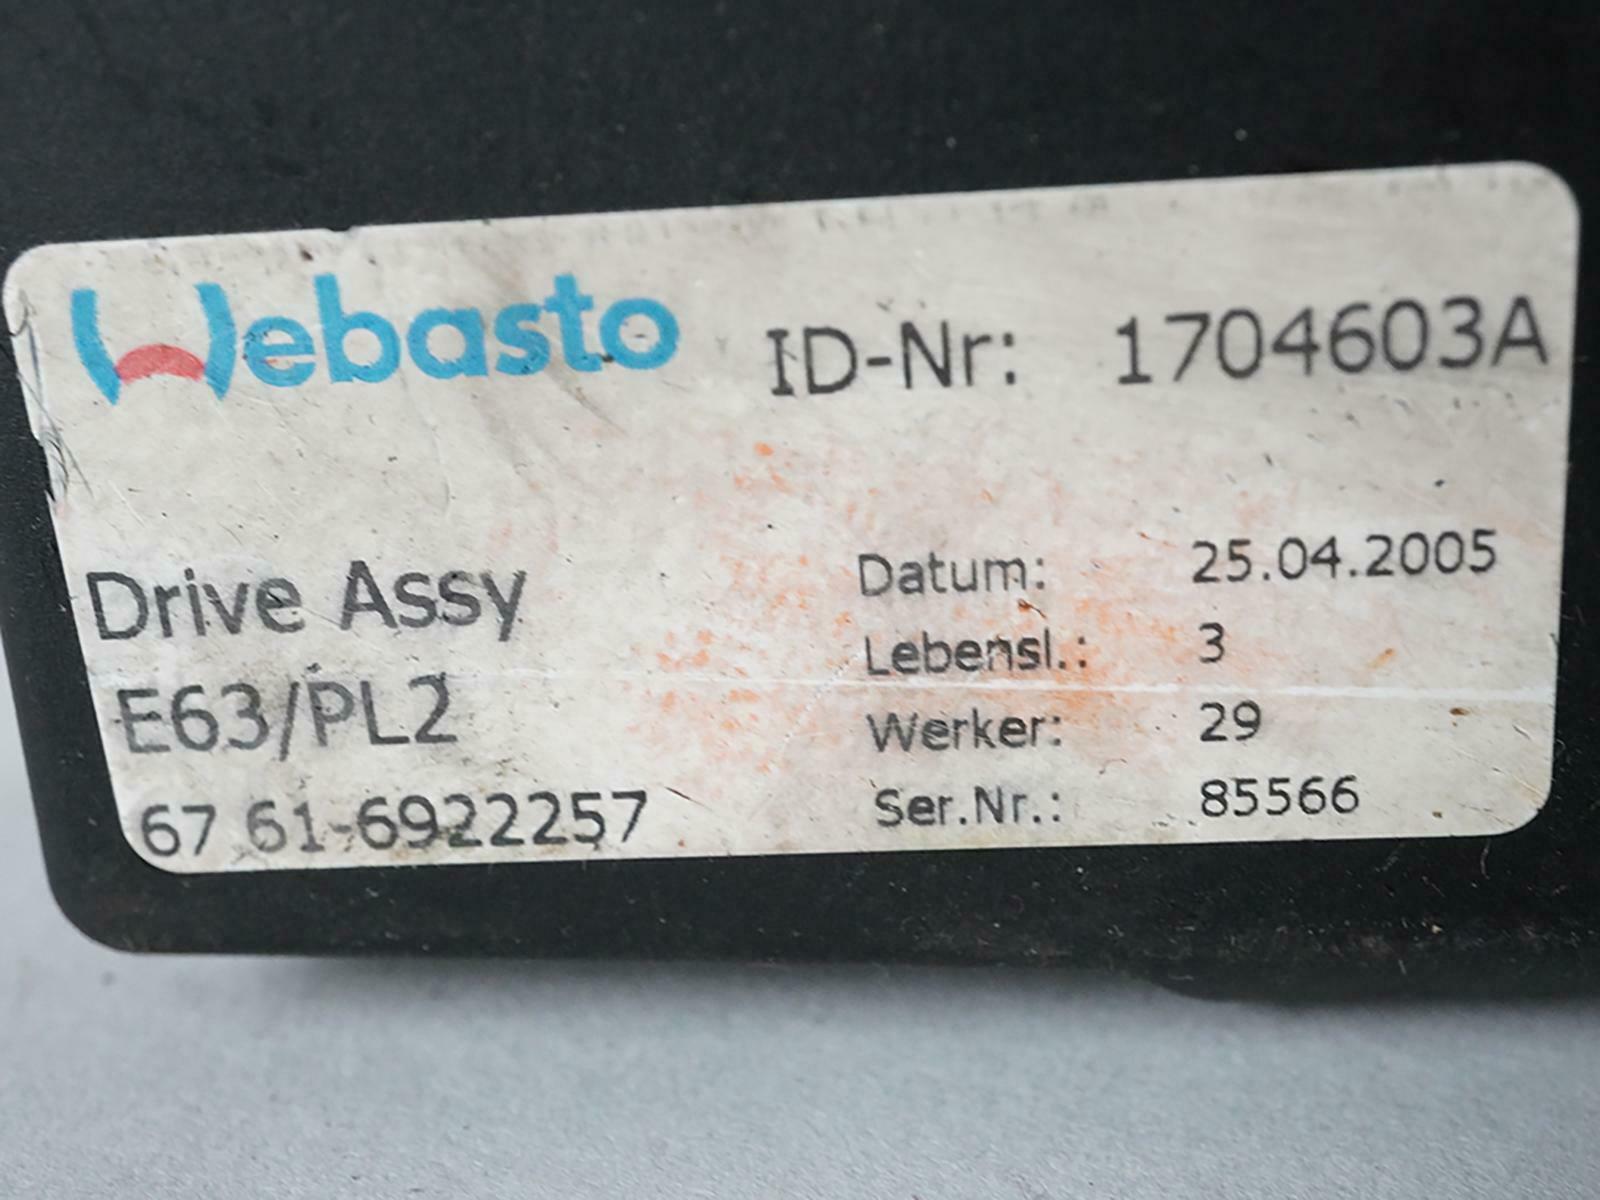 Webasto ID-Nr: 1704603A
Drive Assy
E63/PL2
67 61-6922257
Datum: 25.04.2005
Lebensl.: 3
Werker: 29
Ser.Nr.: 85566